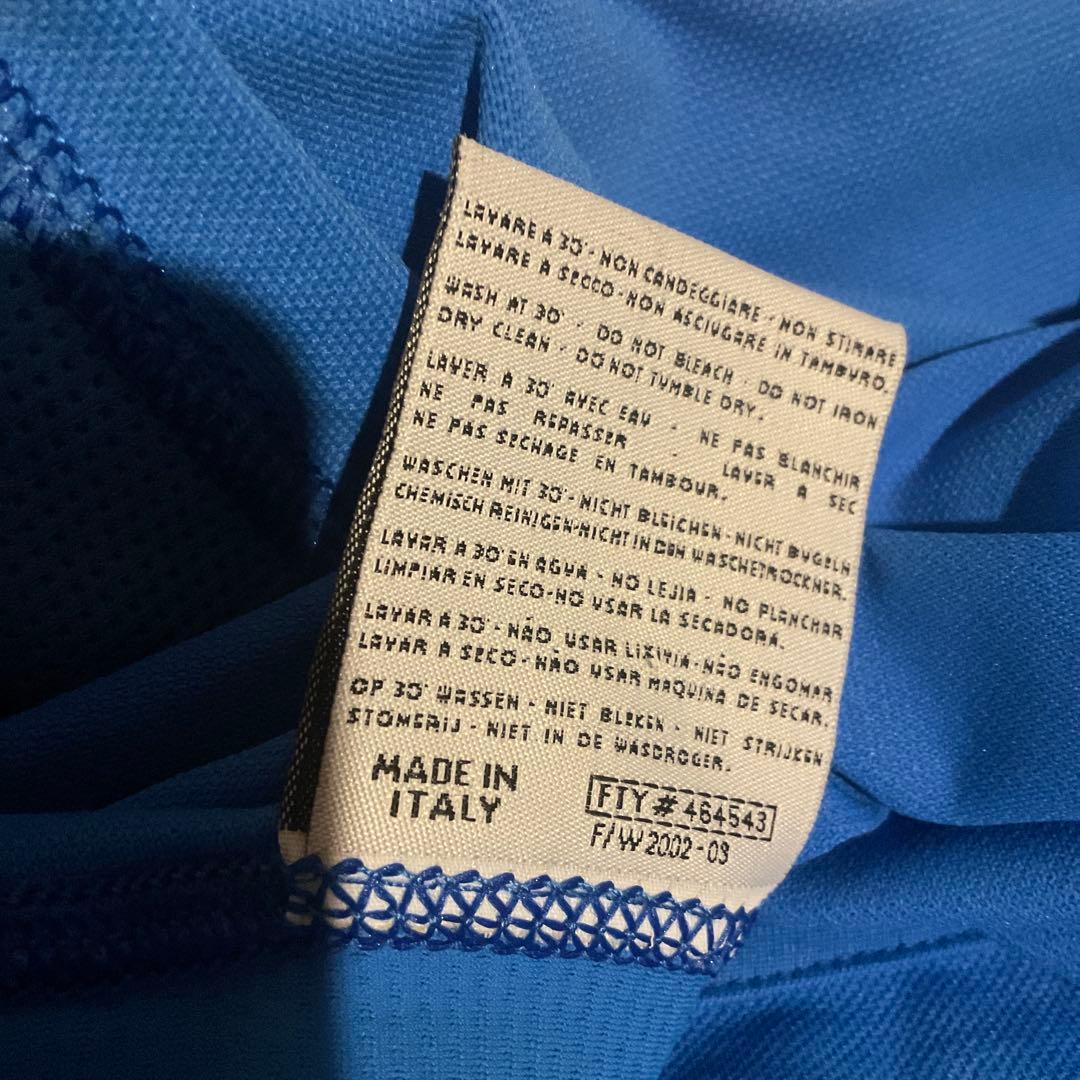 LAVARE A 30° - NON CANDEGGIARE - NON STIRARE
LAVARE A SECCO - NON ASCIUGARE IN TAMBURO.
WASH AT 30° - DO NOT BLEACH - DO NOT IRON
DRY CLEAN - DO NOT TUMBLE DRY.
LAVER A 30° AVEC EAU - NE PAS BLANCHIR
NE PAS REPASSER - LAVER A SEC
NE PAS SECHAGE EN TAMBOUR.
WASCHEN MIT 30° - NICHT BLEICHEN - NICHT BUGELN
CHEMISCH REINIGEN-NICHT IN DEN WASCHETROCKNER.
LAVAR A 30° EN AGUA - NO LEJIA - NO PLANCHAR
LIMPIAR EN SECO-NO USAR LA SECADORA.
LAVAR A 30° - NÃO USAR LIXIVIA - NÃO ENGOMAR
LAVAR A SECO - NÃO USAR MAQUINA DE SECAR.
OP 30° WASSEN - NIET BLEKEN - NIET STRIJKEN
STOMERIJ - NIET IN DE WASDROGER.
MADE IN
ITALY
FTY # 464543
F/W 2002-03